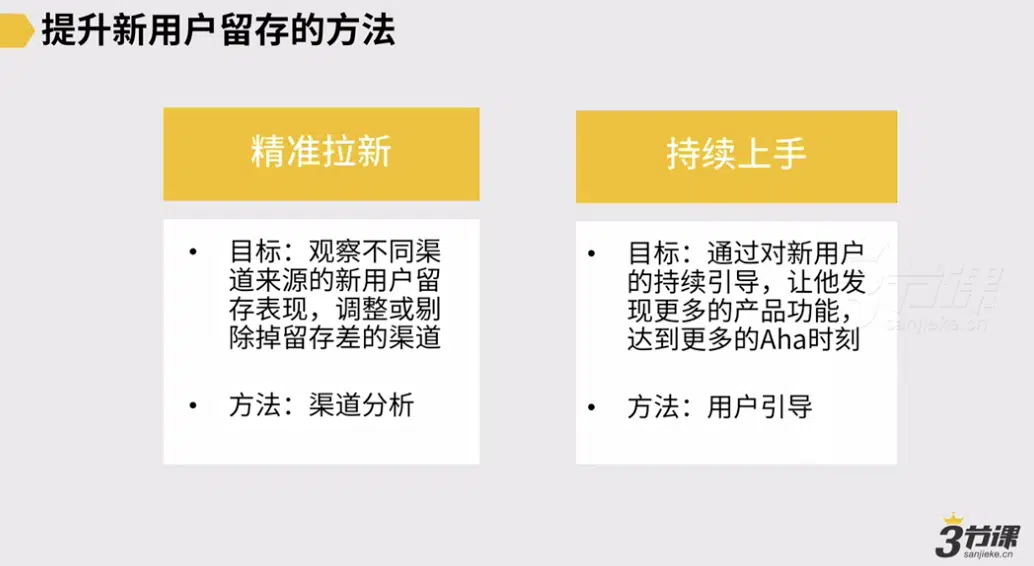 提升新用户留存的方法
精准拉新
• 目标：观察不同渠
道来源的新用户留
存表现，调整或剔
除掉留存差的渠道
• 方法：渠道分析
持续上手
• 目标：通过对新用户
的持续引导，让他发
现更多的产品功能，
达到更多的Aha时刻
• 方法：用户引导
3节课
sanjieke.cn
3节课
sanjieke.cn